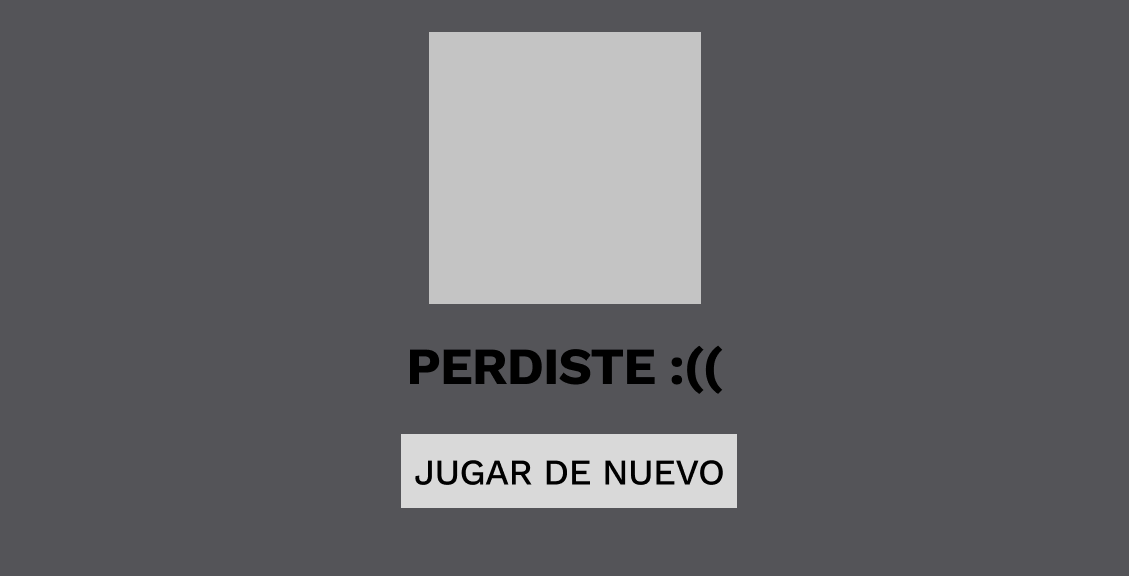 PERDISTE :((
JUGAR DE NUEVO